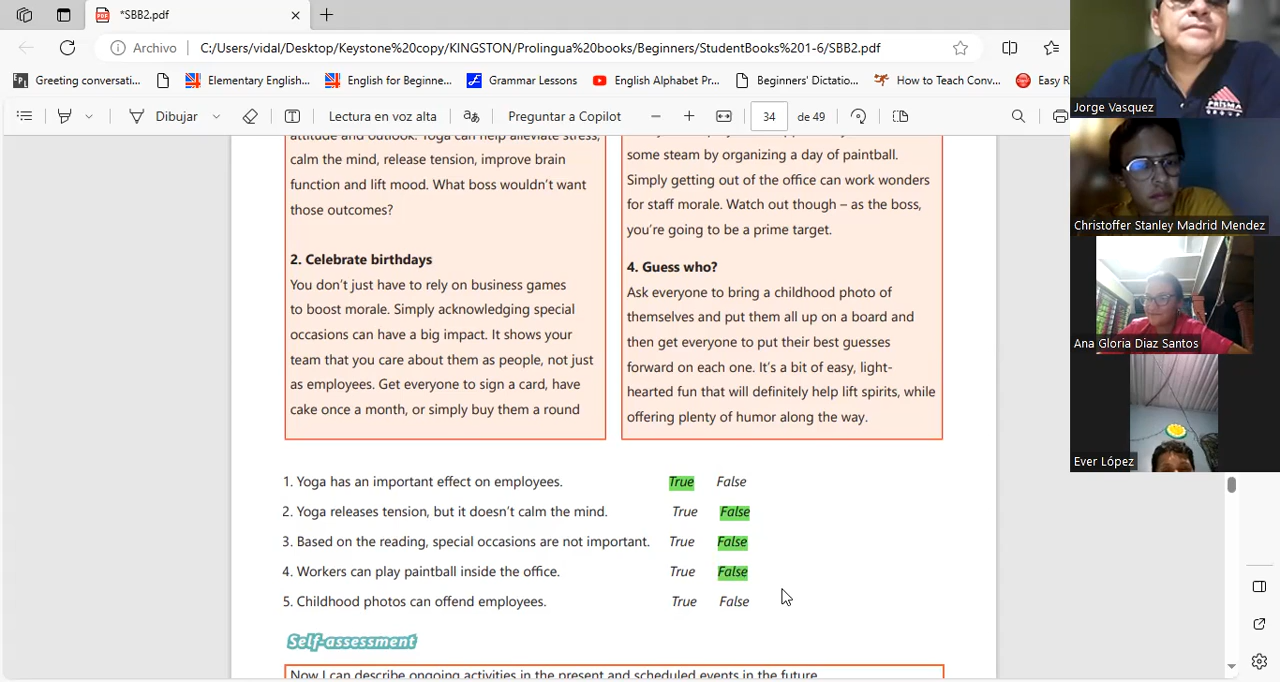 *SBB2.pdf
Archivo
C:/Users/vidal/Desktop/Keystone%20copy/KINGSTON/Prolingua%20books/Beginners/StudentBooks%201-6/SBB2.pdf
Greeting conversati...
Elementary English...
English for Beginne...
Grammar Lessons
English Alphabet Pr...
Beginners' Dictatio...
How to Teach Conv...
Easy R
Dibujar
Lectura en voz alta
aあ
Preguntar a Copilot
34
de 49
attitude and outlook. Yoga can help alleviate stress,
calm the mind, release tension, improve brain
function and lift mood. What boss wouldn't want
those outcomes?
2. Celebrate birthdays
You don't just have to rely on business games
to boost morale. Simply acknowledging special
occasions can have a big impact. It shows your
team that you care about them as people, not just
as employees. Get everyone to sign a card, have
cake once a month, or simply buy them a round
some steam by organizing a day of paintball.
Simply getting out of the office can work wonders
for staff morale. Watch out though – as the boss,
you're going to be a prime target.
4. Guess who?
Ask everyone to bring a childhood photo of
themselves and put them all up on a board and
then get everyone to put their best guesses
forward on each one. It's a bit of easy, light-
hearted fun that will definitely help lift spirits, while
offering plenty of humor along the way.
1. Yoga has an important effect on employees. True False
2. Yoga releases tension, but it doesn't calm the mind. True False
3. Based on the reading, special occasions are not important. True False
4. Workers can play paintball inside the office. True False
5. Childhood photos can offend employees. True False
Self-assessment
Now I can describe ongoing activities in the present and scheduled events in the future.
PRISMA
Jorge Vasquez
Christoffer Stanley Madrid Mendez
Ana Gloria Diaz Santos
Ever López